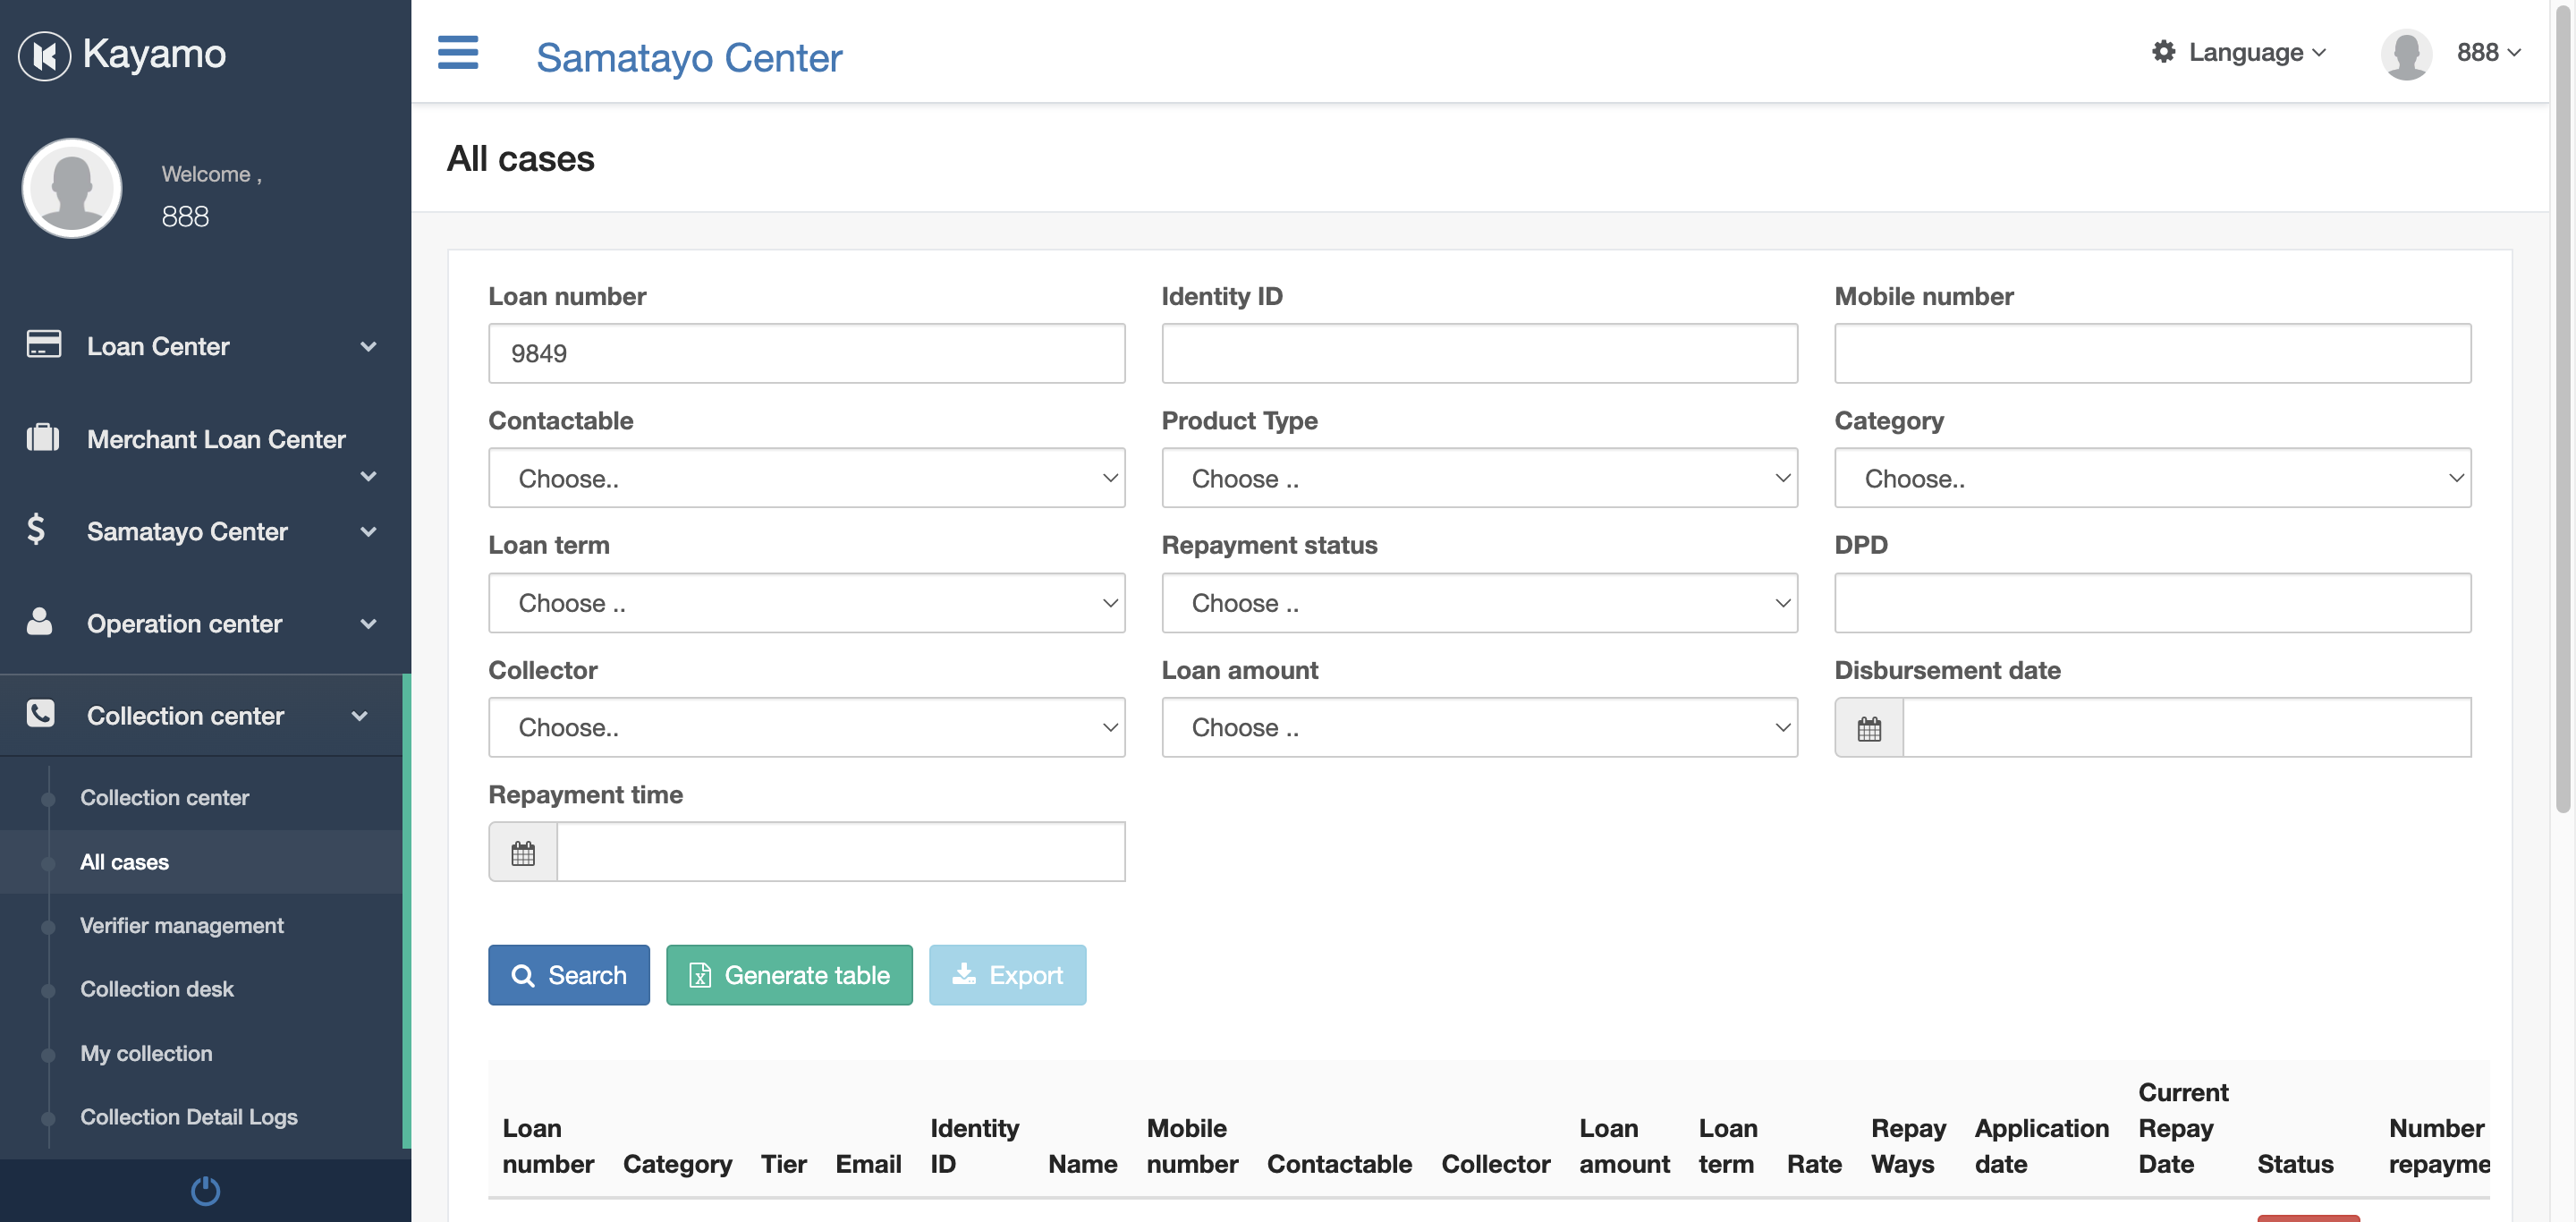 Kayamo
Samatayo Center
Language
888
Welcome ,
888
All cases
Loan Center
Merchant Loan Center
Samatayo Center
Operation center
Collection center
Collection center
All cases
Verifier management
Collection desk
My collection
Collection Detail Logs
Loan number
Identity ID
Mobile number
9849
Contactable
Product Type
Category
Choose..
Choose ..
Choose..
Loan term
Repayment status
DPD
Choose ..
Choose ..
Collector
Loan amount
Disbursement date
Choose..
Choose ..
Repayment time
Search
Generate table
Export
Loan number
Category
Tier
Email
Identity ID
Name
Mobile number
Contactable
Collector
Loan amount
Loan term
Rate
Repay Ways
Application date
Current Repay Date
Status
Number repayme